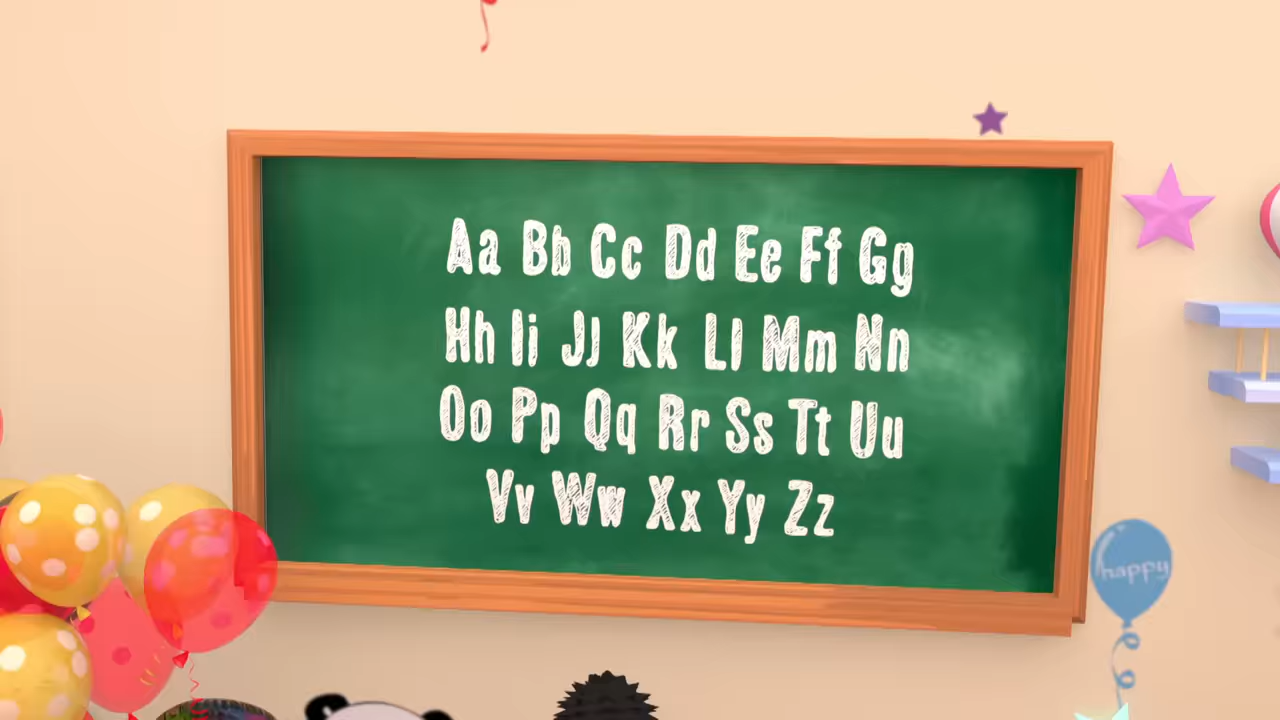 Aa Bb Cc Dd Ee Ff Gg
Hh Ii Jj Kk Ll Mm Nn
Oo Pp Qq Rr Ss Tt Uu
Vv Ww Xx Yy Zz
happy